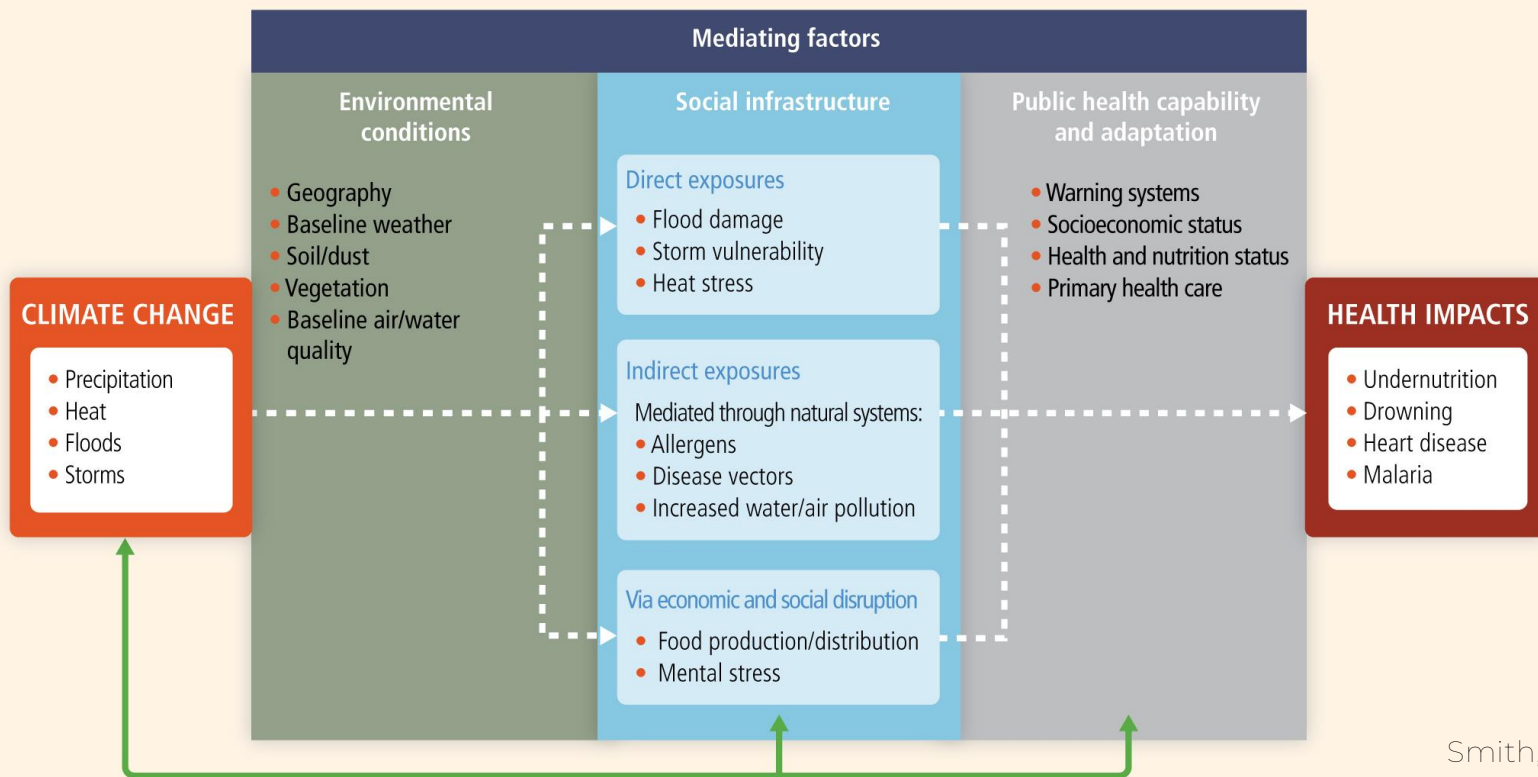 Mediating factors
CLIMATE CHANGE
• Precipitation
• Heat
• Floods
• Storms
Environmental
conditions
• Geography
• Baseline weather
• Soil/dust
• Vegetation
• Baseline air/water
quality
Social infrastructure
Direct exposures
• Flood damage
• Storm vulnerability
• Heat stress
Indirect exposures
Mediated through natural systems:
• Allergens
• Disease vectors
• Increased water/air pollution
Via economic and social disruption
• Food production/distribution
• Mental stress
Public health capability
and adaptation
• Warning systems
• Socioeconomic status
• Health and nutrition status
• Primary health care
HEALTH IMPACTS
• Undernutrition
• Drowning
• Heart disease
• Malaria
Smith